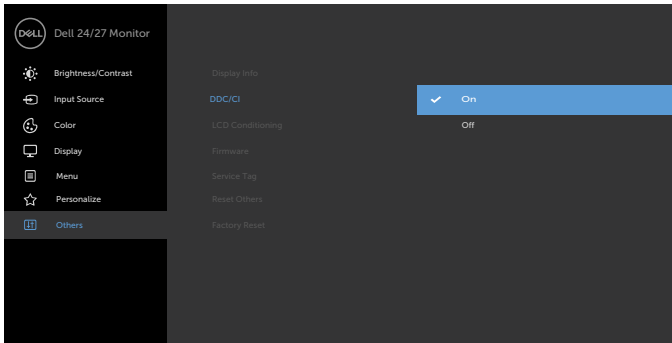 DELL Dell 24/27 Monitor
Brightness/Contrast
Input Source
Color
Display
Menu
Personalize
Others
Display Info
DDC/CI
LCD Conditioning
Firmware
Service Tag
Reset Others
Factory Reset
On
Off